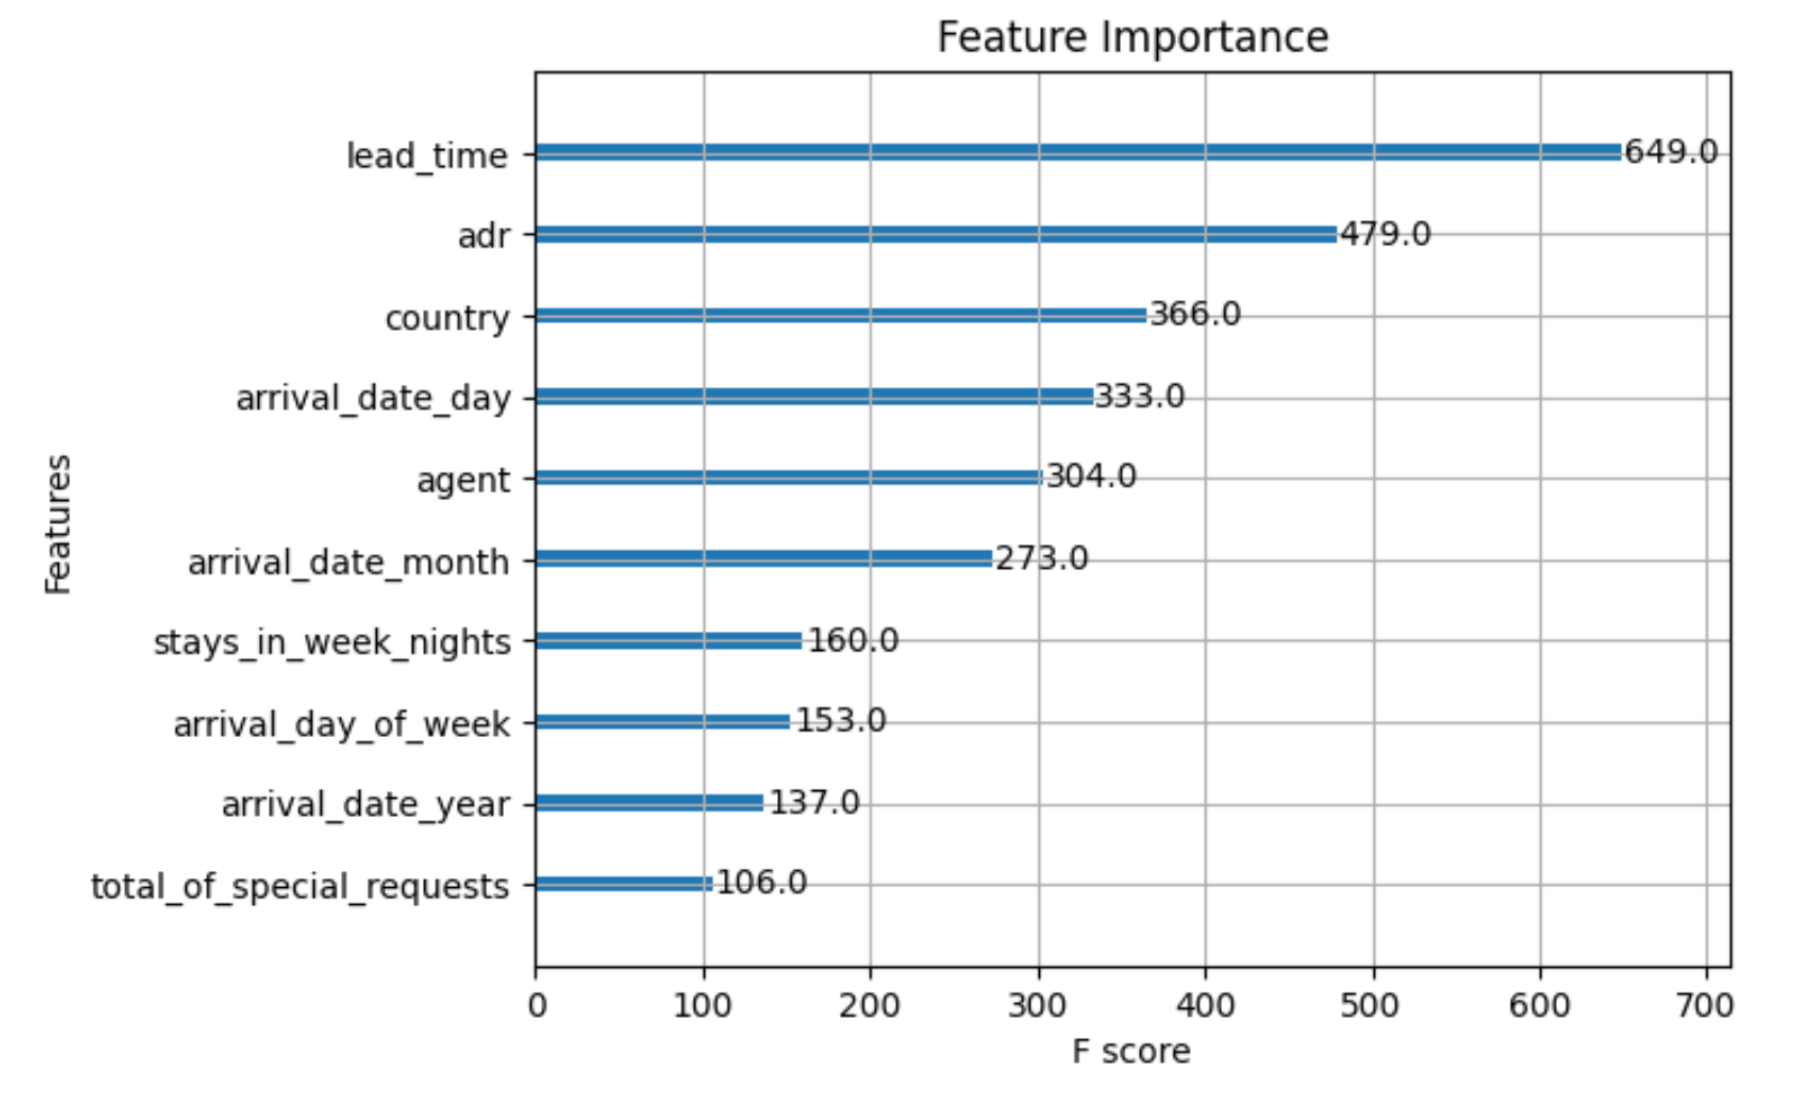 Feature Importance
lead_time 649.0
adr 479.0
country 366.0
arrival_date_day 333.0
agent 304.0
arrival_date_month 273.0
stays_in_week_nights 160.0
arrival_day_of_week 153.0
arrival_date_year 137.0
total_of_special_requests 106.0
Features
0 100 200 300 400 500 600 700
F score